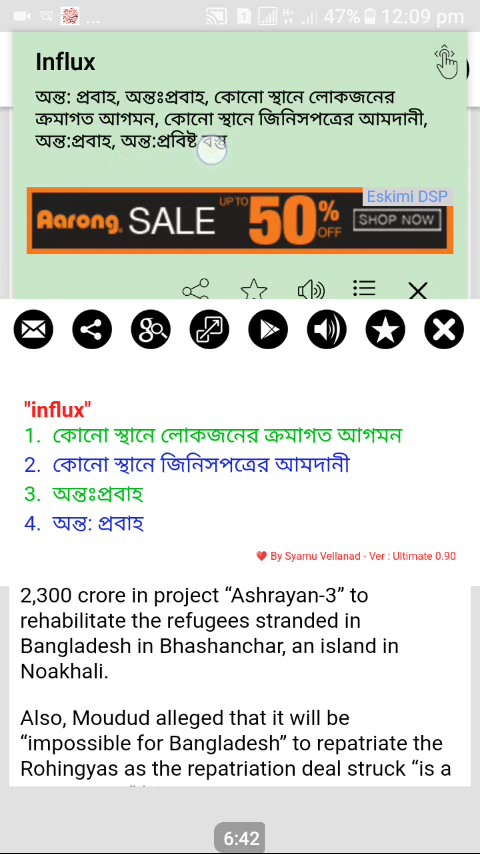 অ ... 47% 12:09 pm
Influx
অন্ত: প্রবাহ, অন্তঃপ্রবাহ, কোনো স্থানে লোকজনের
ক্রমাগত আগমন, কোনো স্থানে জিনিসপত্রের আমদানী,
অন্ত:প্রবাহ, অন্ত:প্রবিষ্ট বস্তু
Eskimi DSP
Aarong SALE UP TO 50% OFF SHOP NOW
"influx"
1. কোনো স্থানে লোকজনের ক্রমাগত আগমন
2. কোনো স্থানে জিনিসপত্রের আমদানী
3. অন্তঃপ্রবাহ
4. অন্ত: প্রবাহ
By Syamu Vellanad - Ver : Ultimate 0.90
2,300 crore in project “Ashrayan-3” to
rehabilitate the refugees stranded in
Bangladesh in Bhashanchar, an island in
Noakhali.
Also, Moudud alleged that it will be
“impossible for Bangladesh” to repatriate the
Rohingyas as the repatriation deal struck “is a
6:42